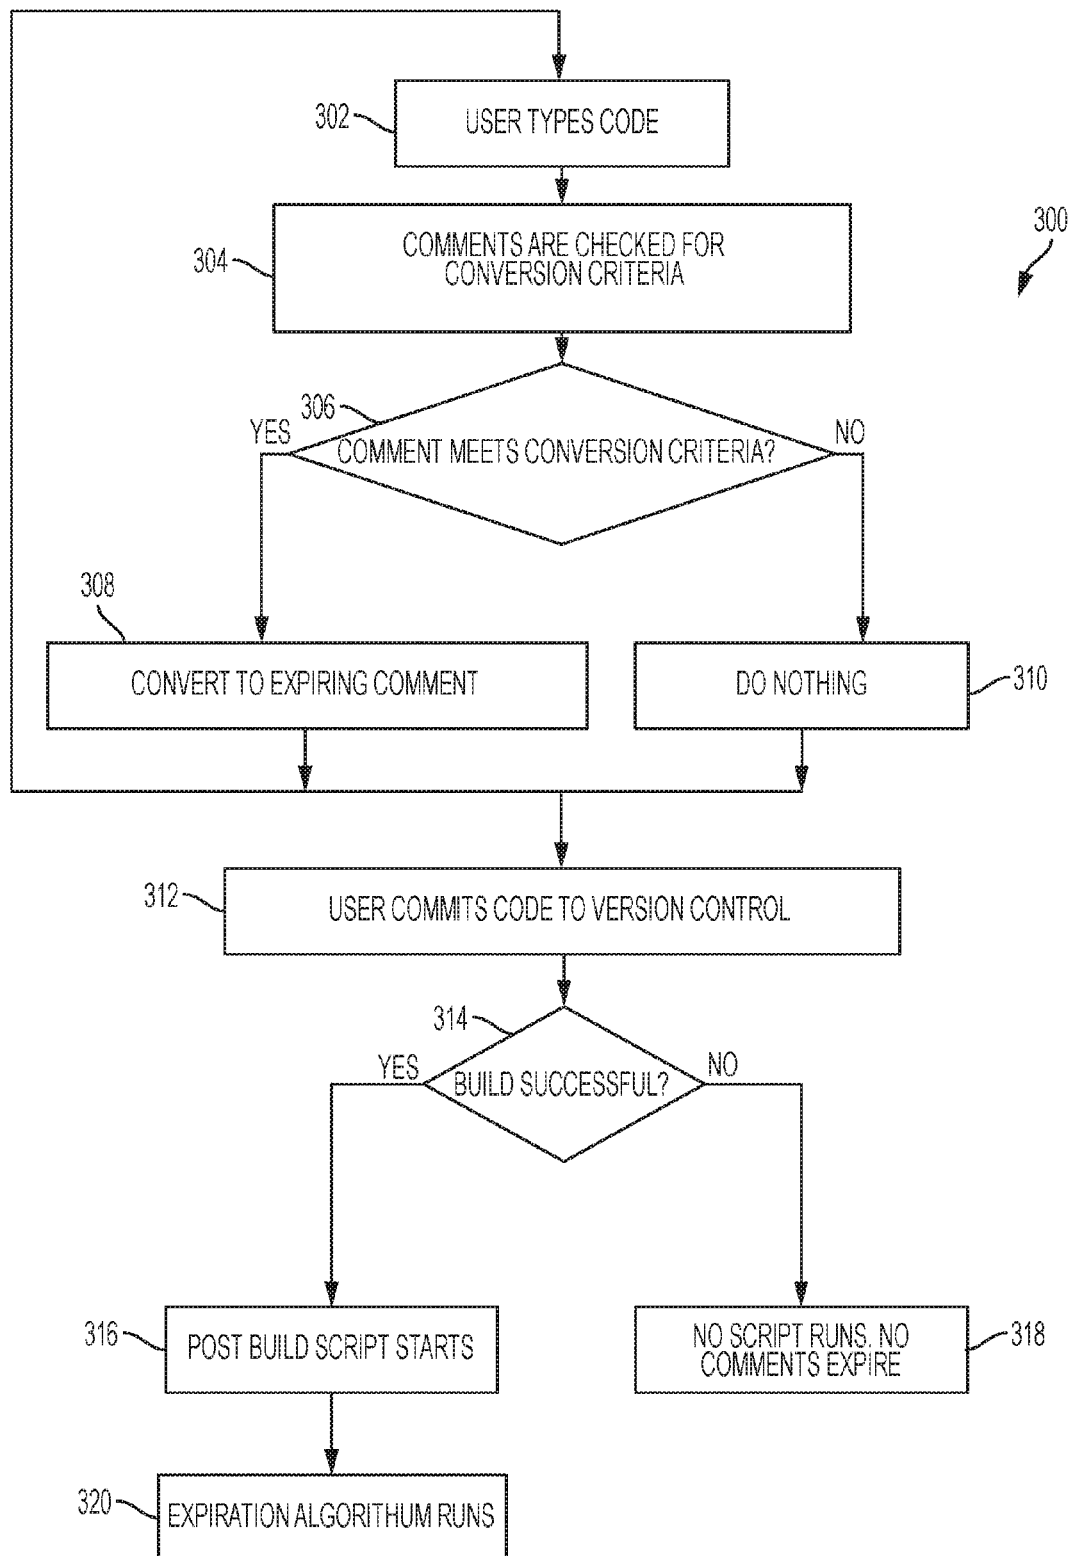 302
USER TYPES CODE
300
304
COMMENTS ARE CHECKED FOR
CONVERSION CRITERIA
306
YES
NO
COMMENT MEETS CONVERSION CRITERIA?
308
CONVERT TO EXPIRING COMMENT
DO NOTHING
310
312
USER COMMITS CODE TO VERSION CONTROL
314
YES
NO
BUILD SUCCESSFUL?
316
POST BUILD SCRIPT STARTS
NO SCRIPT RUNS. NO
COMMENTS EXPIRE
318
320
EXPIRATION ALGORITHUM RUNS